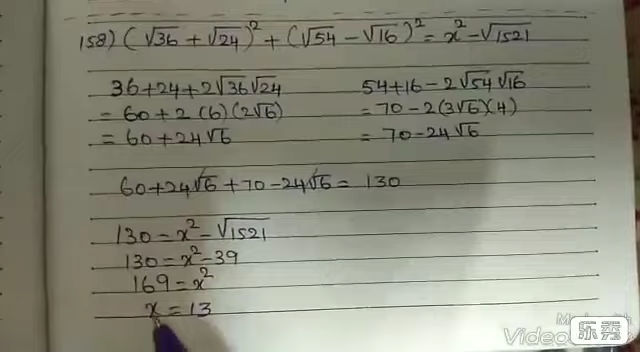 158) (√36 + √24)² + (√54 – √16)² = x² – √1521
36+24+2√36√24
= 60+2 (6)(2√6)
= 60+24√6
54+16–2√54√16
= 70–2(3√6)(4)
= 70–24√6
60+24√6+70–24√6 = 130
130 = x² – √1521
130 = x² – 39
169 = x²
x = 13
Video
乐秀